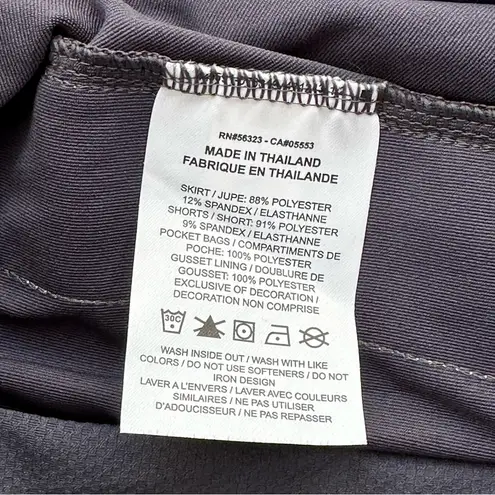 RN#56323 - CA#05553
MADE IN THAILAND
FABRIQUE EN THAILANDE
SKIRT / JUPE: 88% POLYESTER
12% SPANDEX / ELASTHANNE
SHORTS / SHORT: 91% POLYESTER
9% SPANDEX / ELASTHANNE
POCKET BAGS / COMPARTIMENTS DE
POCHE: 100% POLYESTER
GUSSET LINING / DOUBLURE DE
GOUSSET: 100% POLYESTER
EXCLUSIVE OF DECORATION /
DECORATION NON COMPRISE
30C
WASH INSIDE OUT / WASH WITH LIKE
COLORS / DO NOT USE SOFTENERS / DO NOT
IRON DESIGN
LAVER A L'ENVERS / LAVER AVEC COULEURS
SIMILAIRES / NE PAS UTILISER
D'ADOUCISSEUR / NE PAS REPASSER